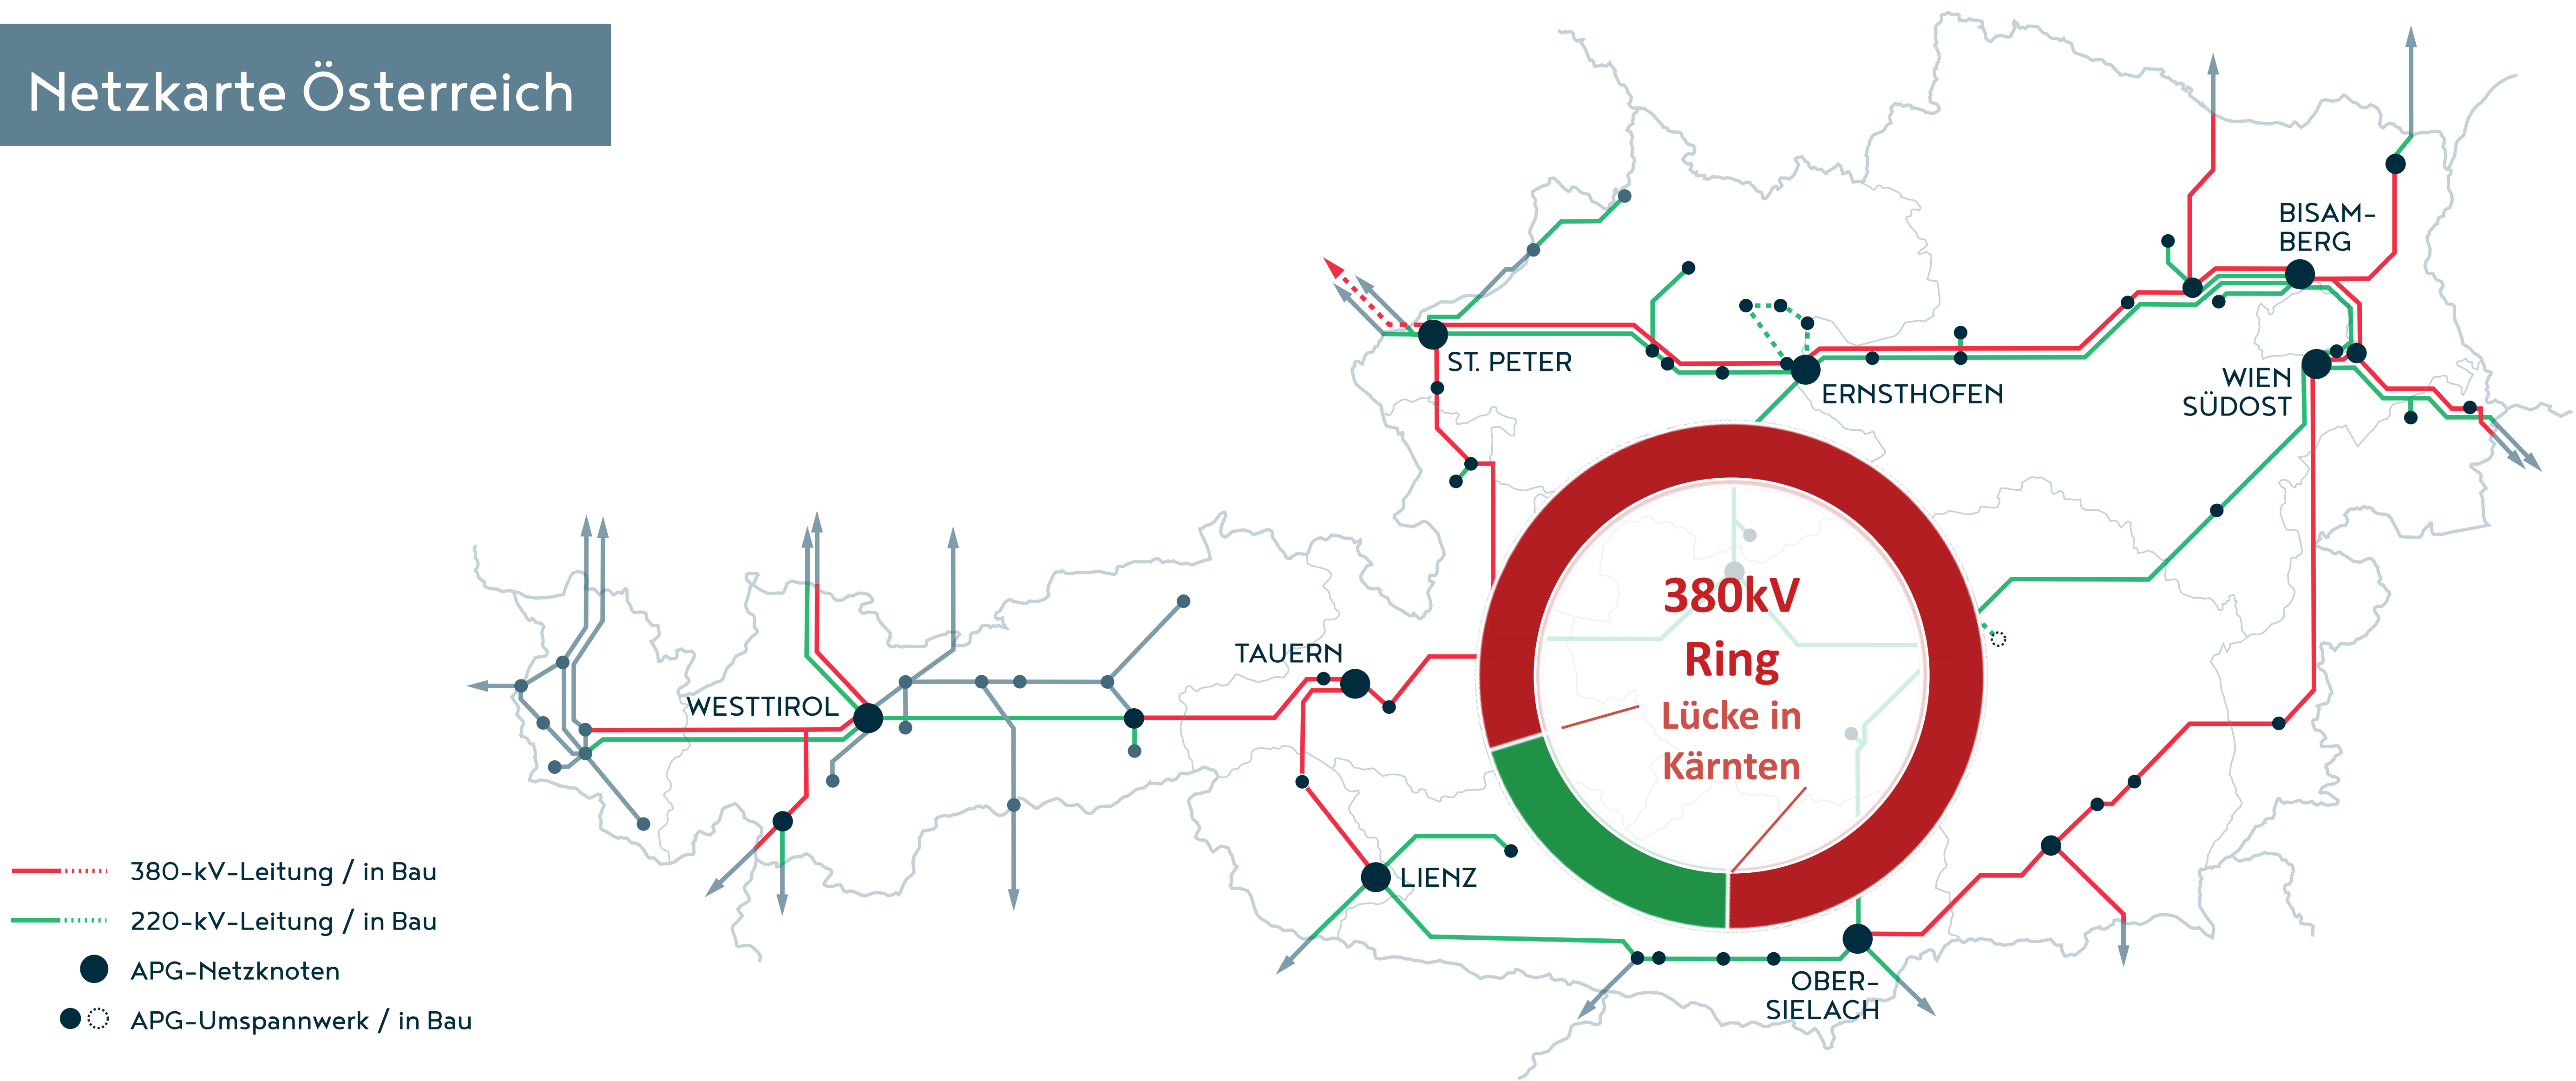 Netzkarte Österreich
BISAM-
BERG
ST. PETER
ERNSTHOFEN
WIEN
SÜDOST
380kV
Ring
Lücke in
Kärnten
TAUERN
WESTTIROL
LIENZ
OBER-
SIELACH
380-kV-Leitung / in Bau
220-kV-Leitung / in Bau
APG-Netzknoten
APG-Umspannwerk / in Bau